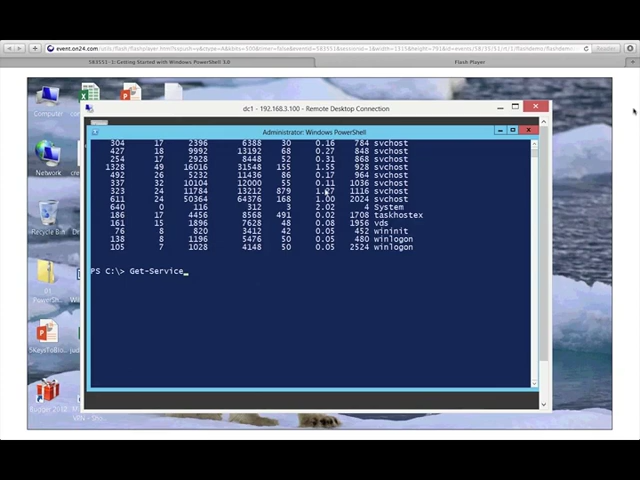 583551-1:Getting Started with Windows PowerShell 3.0
Flash Player
Reader
Computer
Network
Recycle Bin
dc1 - 192.168.3.100 - Remote Desktop Connection
Administrator: Windows PowerShell
304 17 2396 6388 30 0.16 784 svchost
427 18 9992 13192 68 0.27 828 svchost
254 17 2928 8448 52 0.31 868 svchost
1328 49 16016 31548 155 1.55 928 svchost
492 26 5232 11436 86 0.17 964 svchost
337 32 10104 12000 55 0.11 1036 svchost
323 24 11784 13212 879 1116 svchost
611 24 50364 64376 168 1.00 2024 svchost
640 0 116 312 3 2.02 4 System
186 17 4456 8568 491 0.02 1708 taskhostex
161 15 1896 7628 48 0.08 1956 vds
76 8 820 3412 42 0.05 452 wininit
138 8 1196 5476 50 0.05 480 winlogon
105 7 1028 4148 50 0.05 2524 winlogon
PS C:\> Get-Service